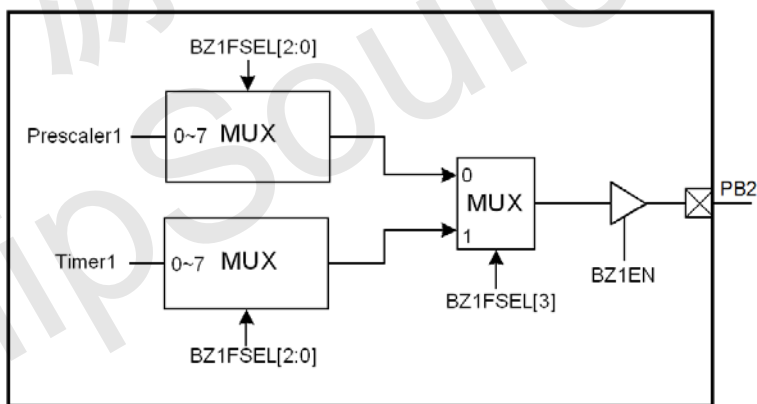 BZ1FSEL[2:0]
Prescaler1
0~7 MUX
0
MUX
PB2
1
Timer1
0~7 MUX
BZ1EN
BZ1FSEL[3]
BZ1FSEL[2:0]